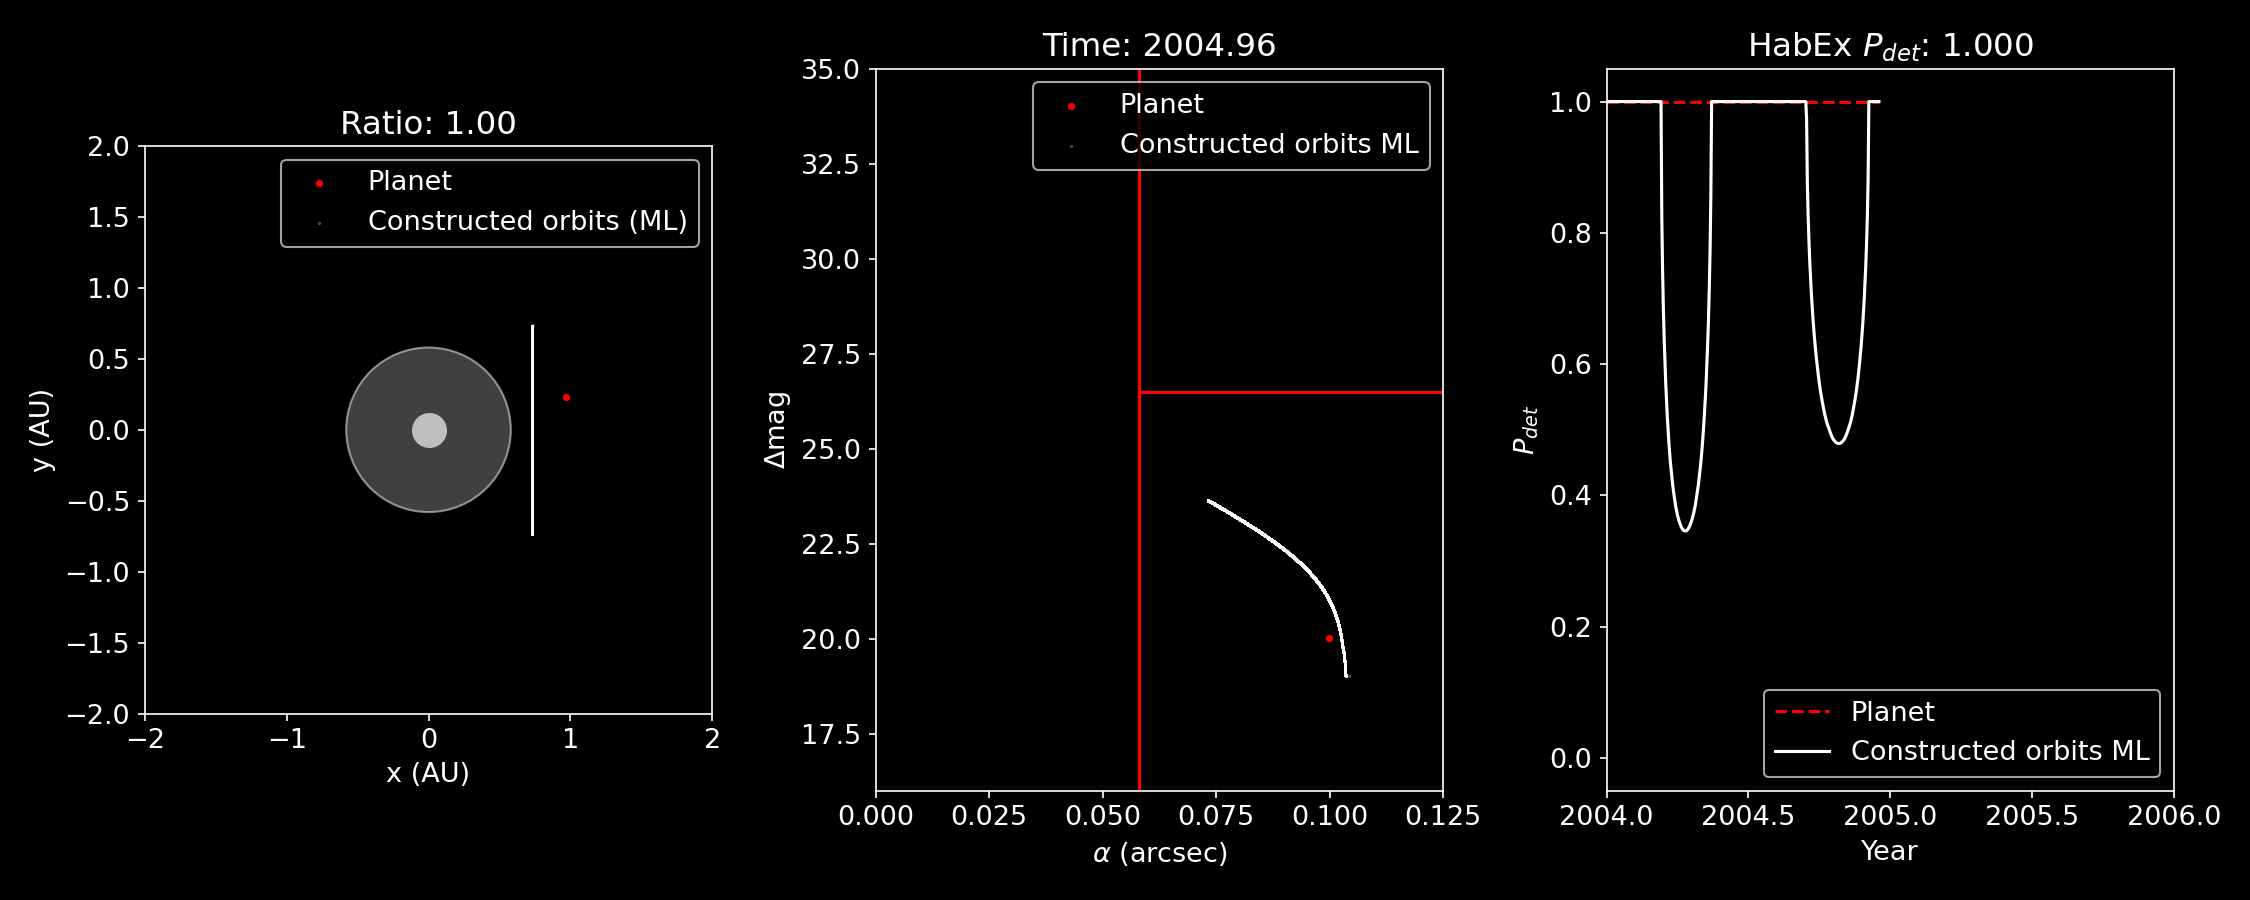 Ratio: 1.00
Planet
Constructed orbits (ML)
2.0
1.5
1.0
0.5
0.0
−0.5
−1.0
−1.5
−2.0
y (AU)
−2
−1
0
1
2
x (AU)
Time: 2004.96
Planet
Constructed orbits ML
35.0
32.5
30.0
27.5
25.0
22.5
20.0
17.5
Δmag
0.000
0.025
0.050
0.075
0.100
0.125
α (arcsec)
HabEx P_det: 1.000
1.0
0.8
0.6
0.4
0.2
0.0
P_det
Planet
Constructed orbits ML
2004.0
2004.5
2005.0
2005.5
2006.0
Year